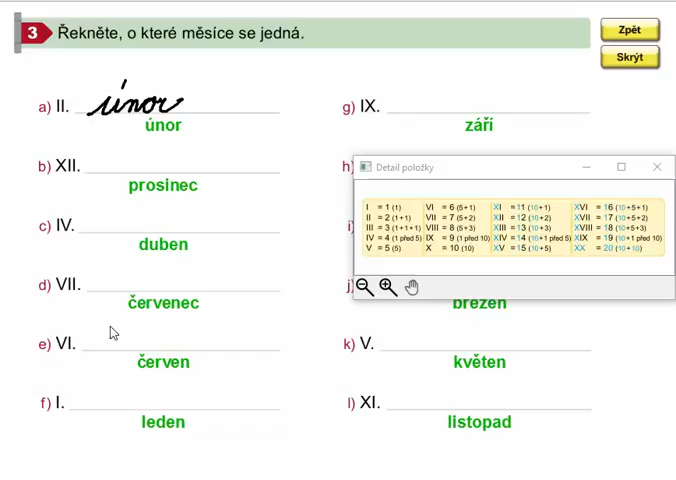 3 Řekněte, o které měsíce se jedná.
Zpět
Skrýt
a) II. únor
únor
b) XII.
prosinec
c) IV.
duben
d) VII.
červenec
e) VI.
červen
f) I.
leden
g) IX.
září
h)
Detail položky
I = 1 (1) VI = 6 (5+1) XI = 11 (10+1) XVI = 16 (10+5+1)
II = 2 (1+1) VII = 7 (5+2) XII = 12 (10+2) XVII = 17 (10+5+2)
III = 3 (1+1+1) VIII = 8 (5+3) XIII = 13 (10+3) XVIII = 18 (10+5+3)
IV = 4 (1 před 5) IX = 9 (1 před 10) XIV = 14 (10+1 před 5) XIX = 19 (10+1 před 10)
V = 5 (5) X = 10 (10) XV = 15 (10+5) XX = 20 (10+10)
i)
j)
březen
k) V.
květen
l) XI.
listopad